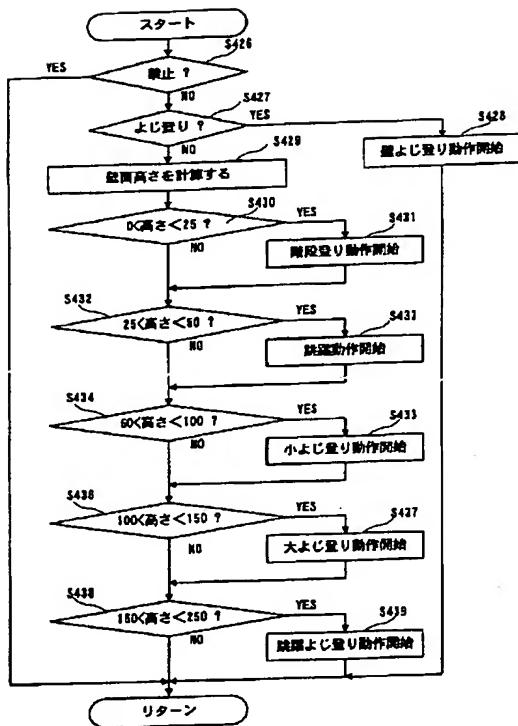 スタート
S426
YES
禁止 ?
NO
S427
よじ登り ?
YES
NO
S428
壁よじ登り動作開始
S429
壁面高さを計算する
S430
0<高さ<25 ?
YES
NO
S431
階段登り動作開始
S432
25<高さ<50 ?
YES
NO
S433
跳躍動作開始
S434
50<高さ<100 ?
YES
NO
S435
小よじ登り動作開始
S436
100<高さ<150 ?
YES
NO
S437
大よじ登り動作開始
S438
150<高さ<250 ?
YES
NO
S439
跳躍よじ登り動作開始
リターン